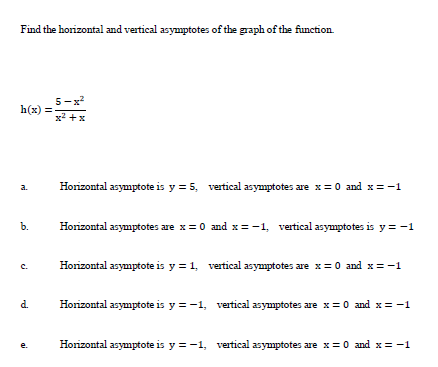 Find the horizontal and vertical asymptotes of the graph of the function.
h(x) = (5 − x²)/(x² + x)
a. Horizontal asymptote is y = 5, vertical asymptotes are x = 0 and x = −1
b. Horizontal asymptotes are x = 0 and x = −1, vertical asymptotes is y = −1
c. Horizontal asymptote is y = 1, vertical asymptotes are x = 0 and x = −1
d. Horizontal asymptote is y = −1, vertical asymptotes are x = 0 and x = −1
e. Horizontal asymptote is y = −1, vertical asymptotes are x = 0 and x = −1